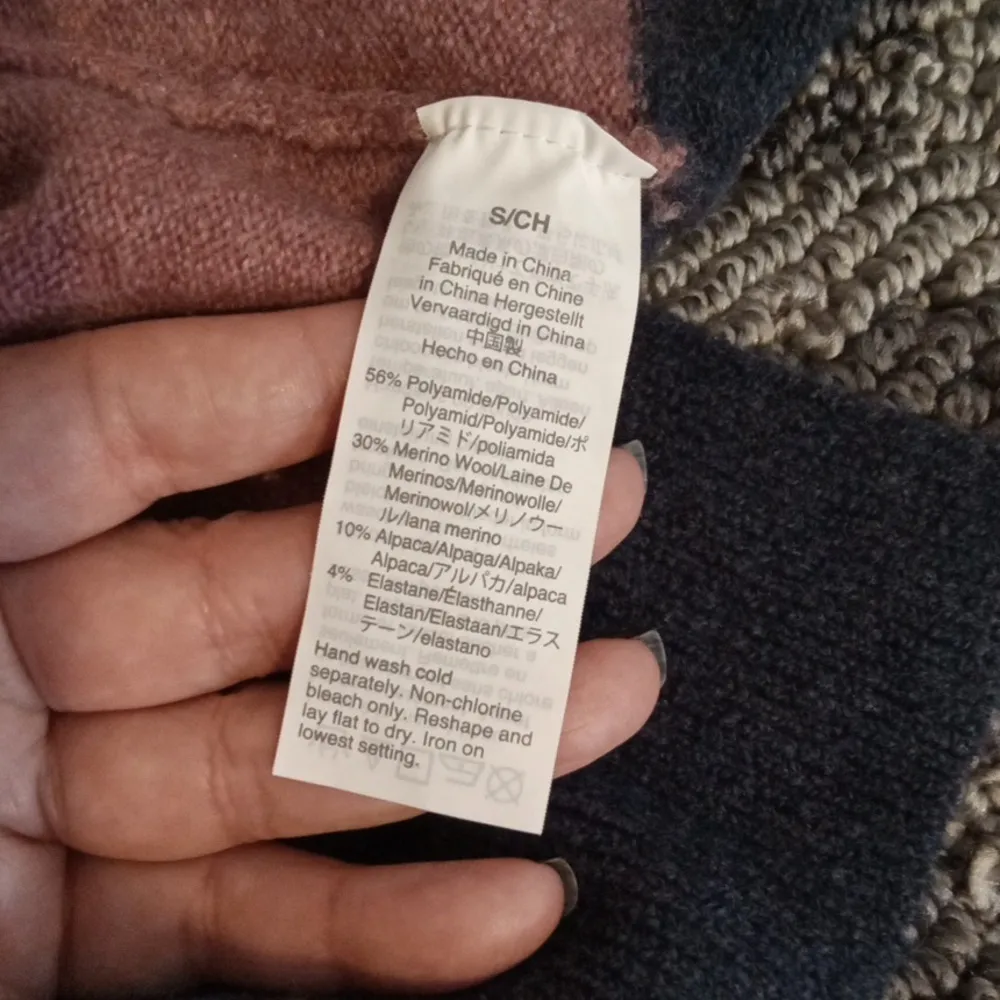 S/CH
Made in China
Fabriqué en Chine
in China Hergestellt
Vervaardigd in China
中国製
Hecho en China
56% Polyamide/Polyamide/
Polyamid/Polyamide/ポ
リアミド/poliamida
30% Merino Wool/Laine De
Merinos/Merinowolle/
Merinowol/メリノウー
ル/lana merino
10% Alpaca/Alpaga/Alpaka/
Alpaca/アルパカ/alpaca
4% Elastane/Élasthanne/
Elastan/Elastaan/エラス
テーン/elastano
Hand wash cold
separately. Non-chlorine
bleach only. Reshape and
lay flat to dry. Iron on
lowest setting.